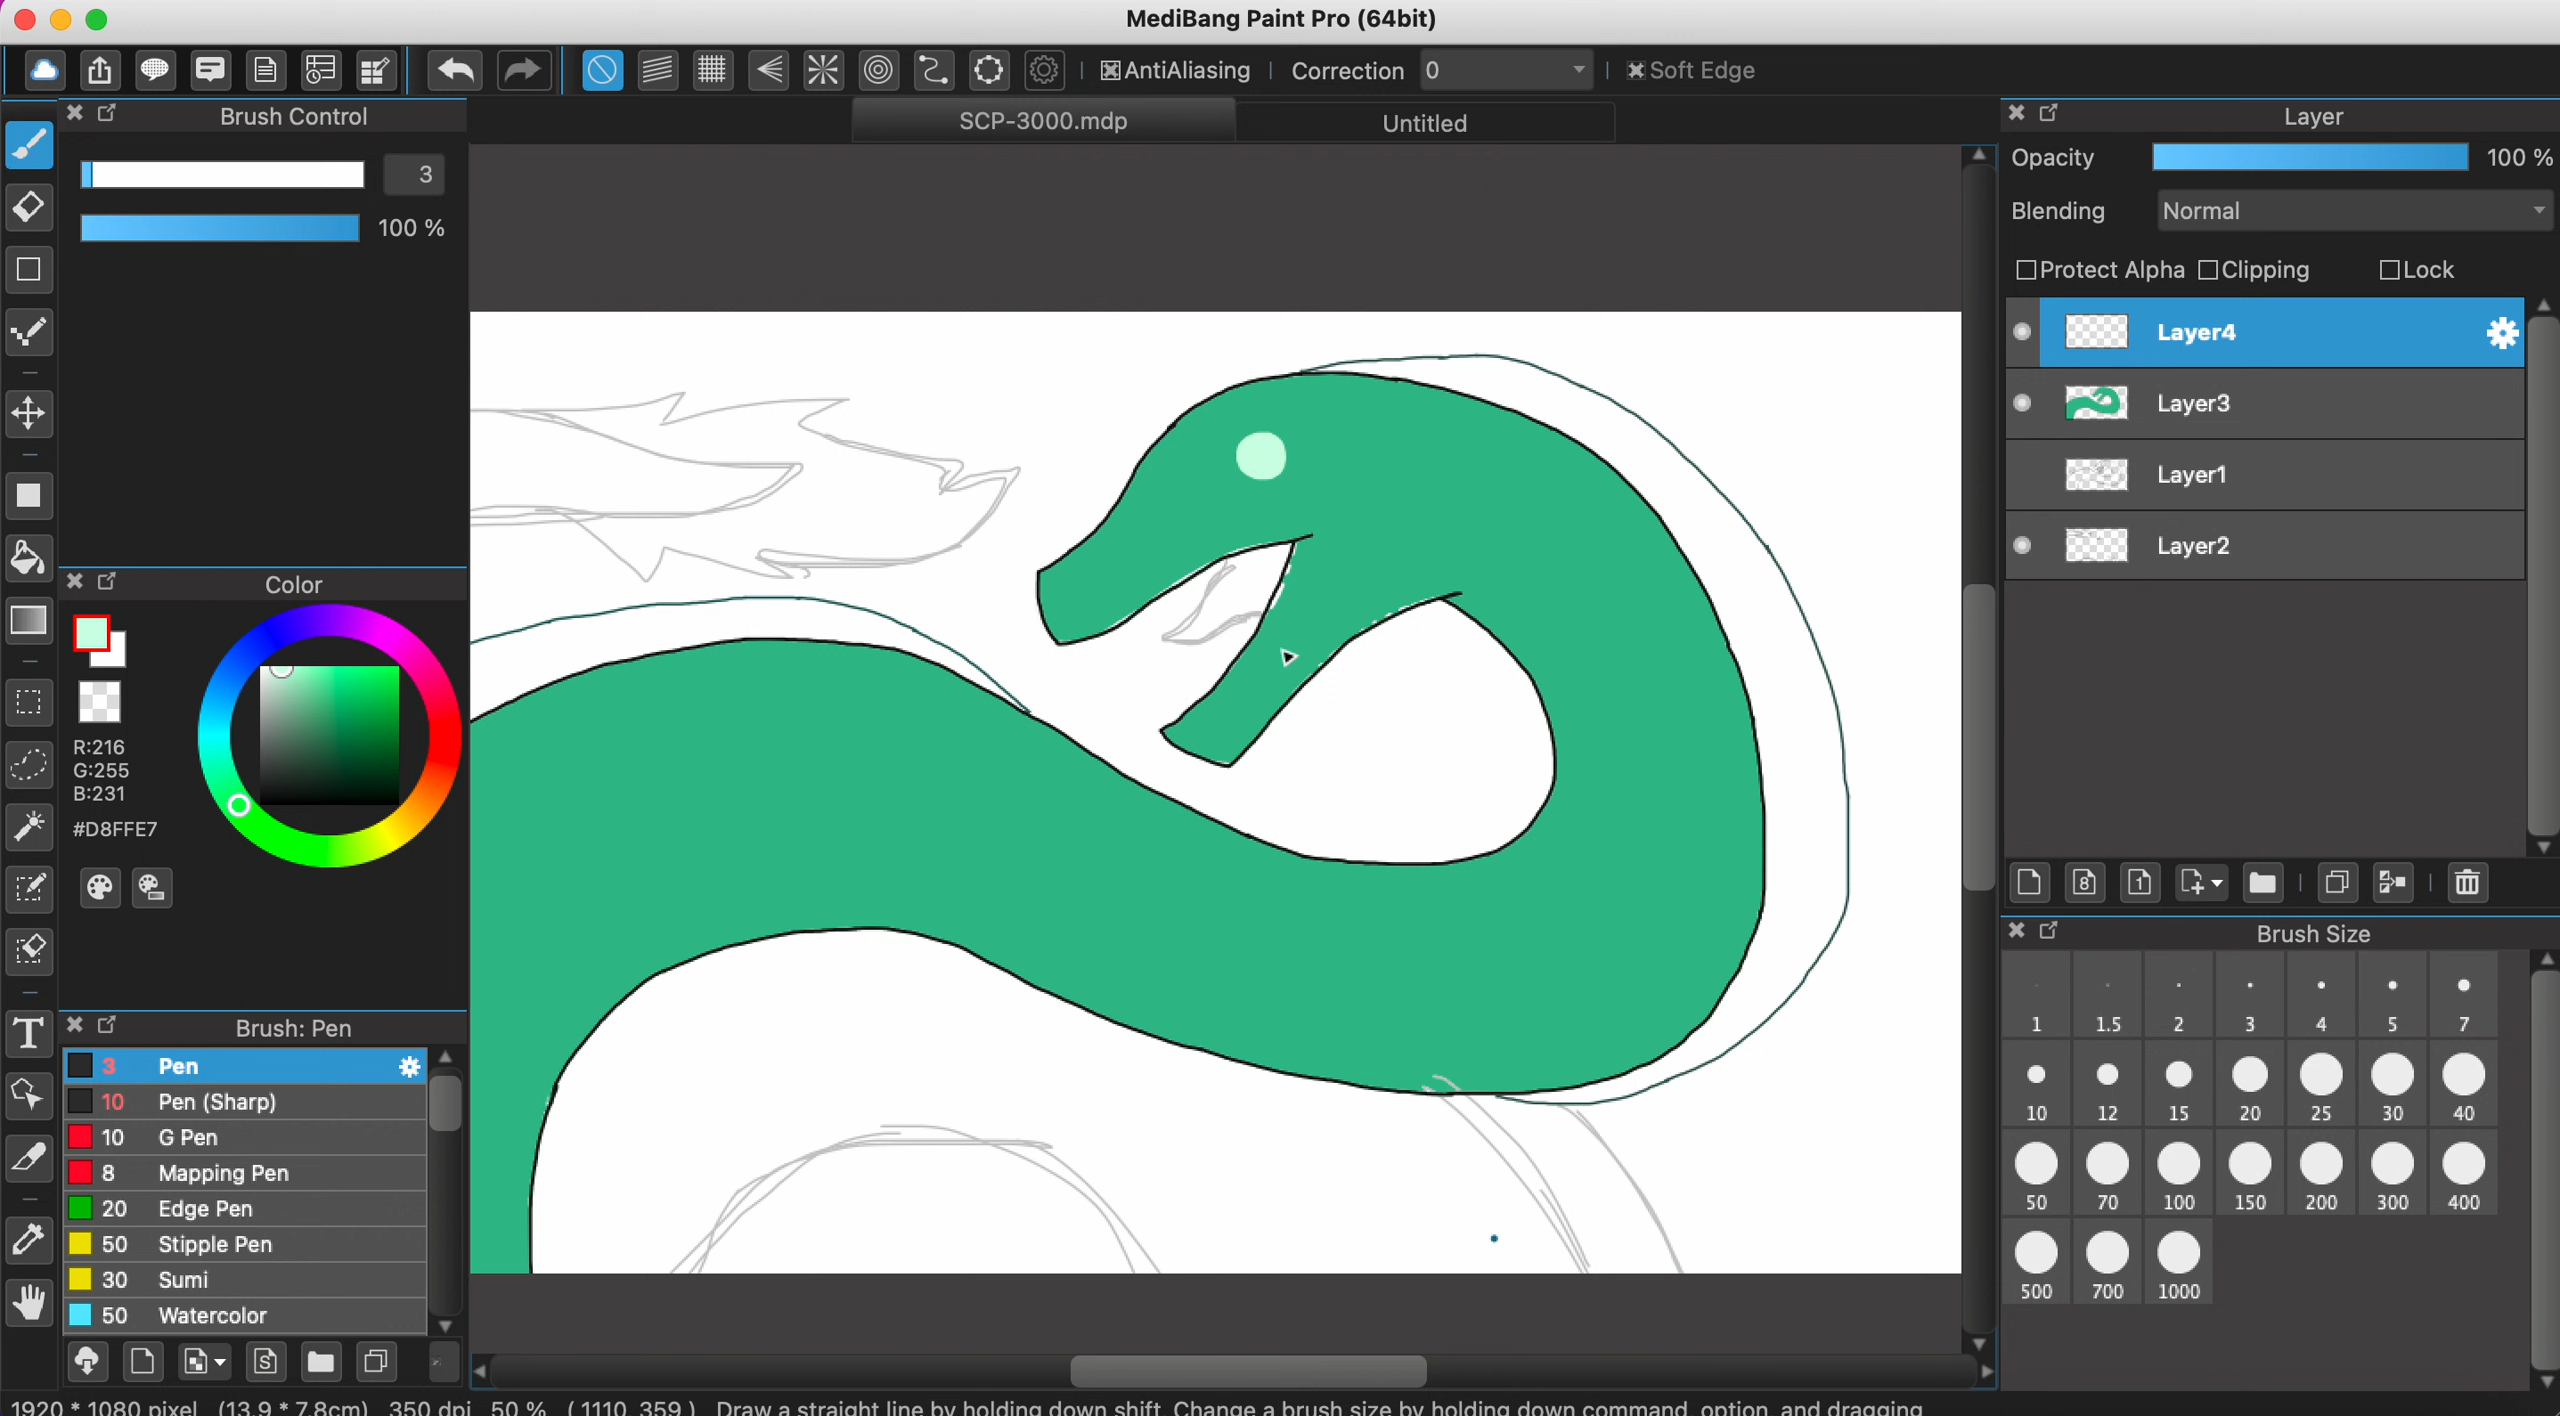 MediBang Paint Pro (64bit)
AntiAliasing Correction 0 Soft Edge
Brush Control
3
100 %
Color
R:216
G:255
B:231
#D8FFE7
Brush: Pen
3 Pen
10 Pen (Sharp)
10 G Pen
8 Mapping Pen
20 Edge Pen
50 Stipple Pen
30 Sumi
50 Watercolor
SCP-3000.mdp Untitled
Layer
Opacity 100 %
Blending Normal
Protect Alpha Clipping Lock
Layer4
Layer3
Layer1
Layer2
8 1
Brush Size
1 1.5 2 3 4 5 7
10 12 15 20 25 30 40
50 70 100 150 200 300 400
500 700 1000
T
S
1920 * 1080 pixel (13.9 * 7.8cm) 350 dpi 50 % ( 1110, 359 ) Draw a straight line by holding down shift, Change a brush size by holding down command, option, and dragging